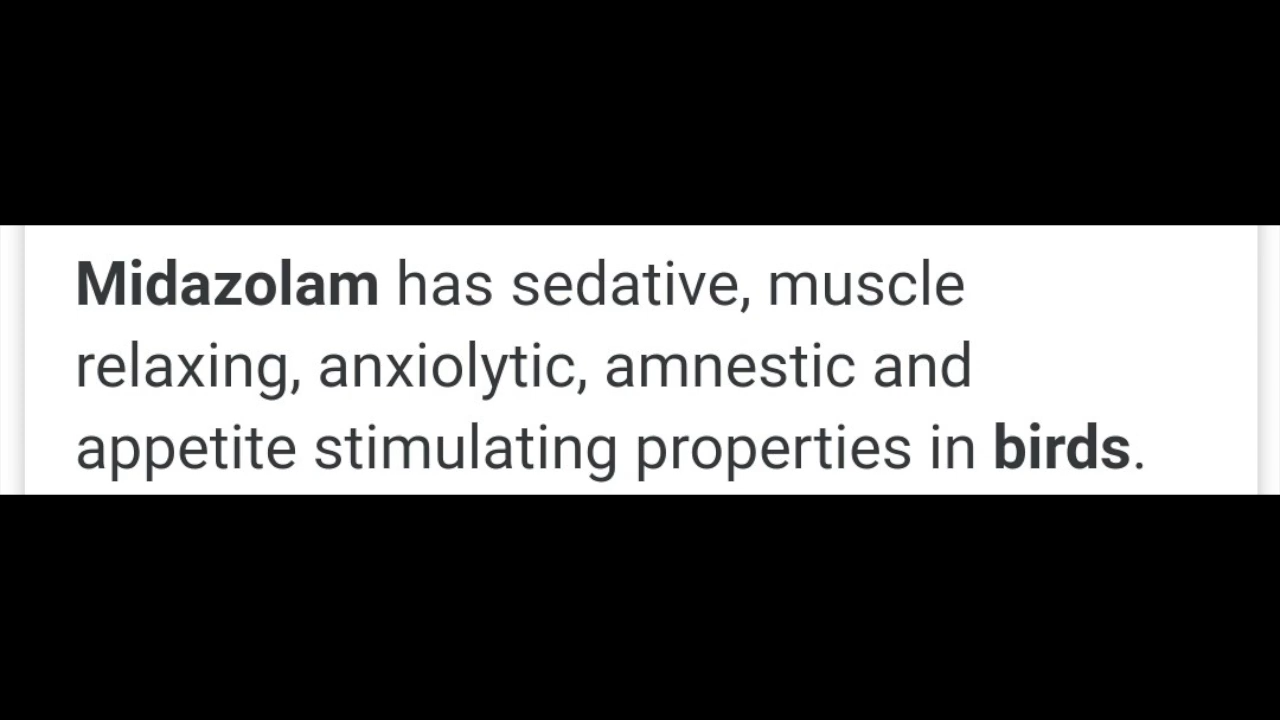 Midazolam has sedative, muscle
relaxing, anxiolytic, amnestic and
appetite stimulating properties in birds.